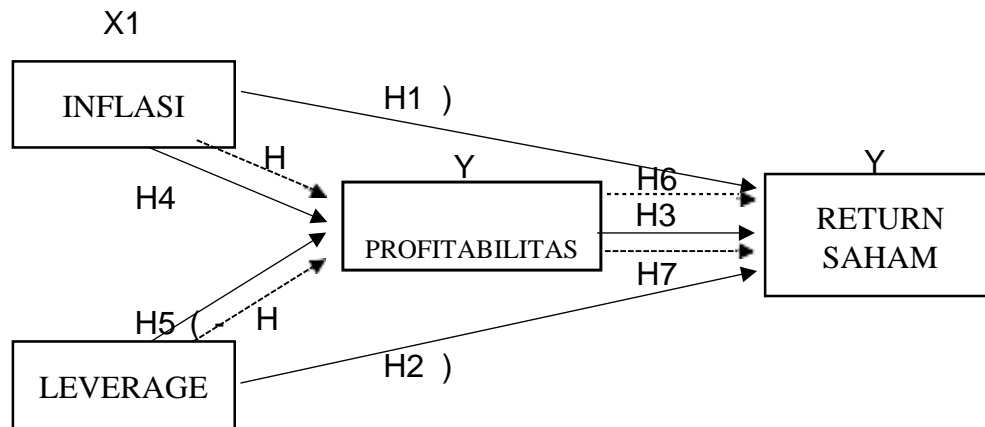 X1
INFLASI
H1 )
H
H4
Y
PROFITABILITAS
H6
H3
H7
Y
RETURN
SAHAM
H5 (-
H
LEVERAGE
H2 )